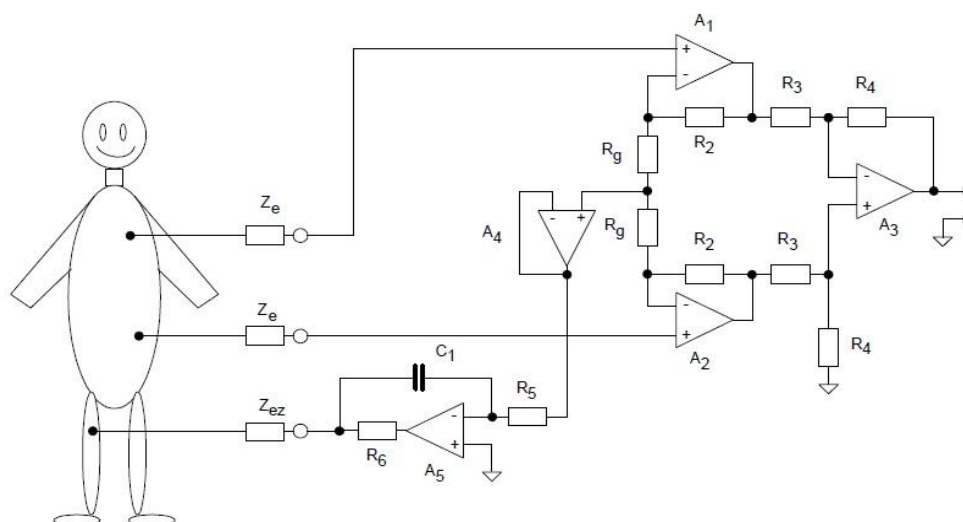 A1
+
-
R3
R4
R2
Rg
Ze
-
+
A4
Rg
-
+
A3
R2
R3
Ze
-
+
A2
R4
C1
R5
Zez
-
+
R6
A5